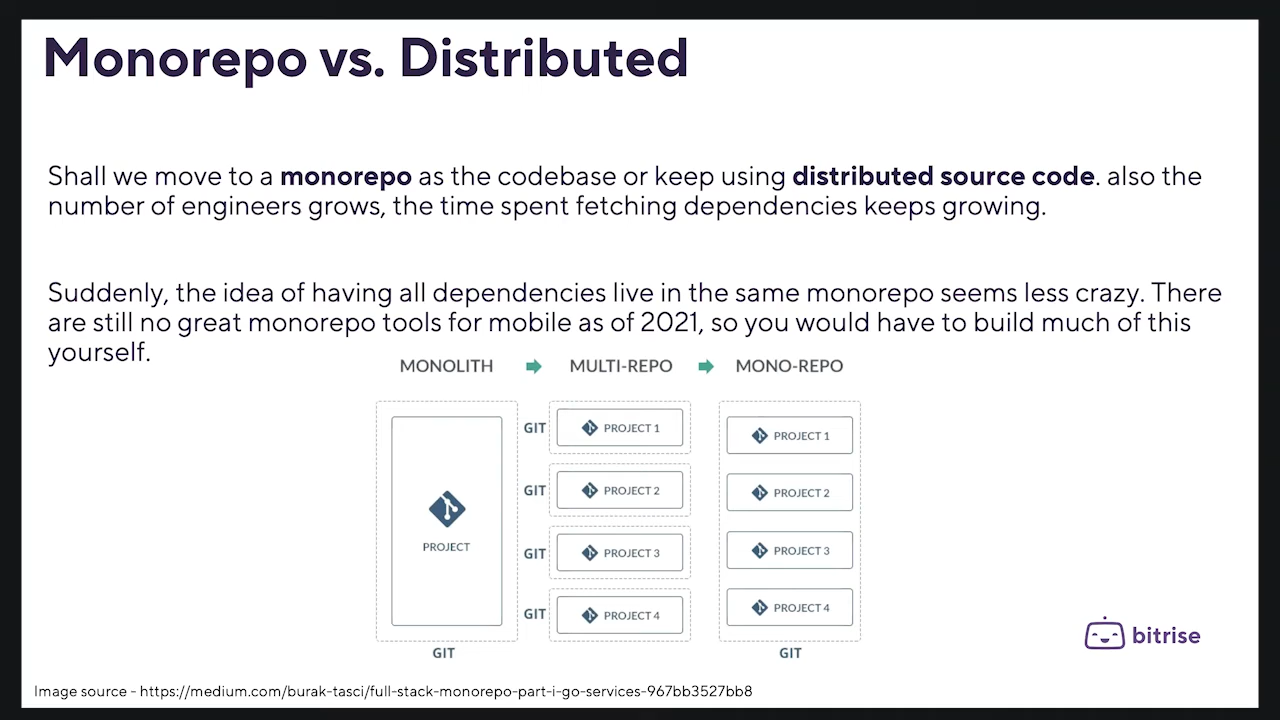 Monorepo vs. Distributed
Shall we move to a monorepo as the codebase or keep using distributed source code. also the
number of engineers grows, the time spent fetching dependencies keeps growing.
Suddenly, the idea of having all dependencies live in the same monorepo seems less crazy. There
are still no great monorepo tools for mobile as of 2021, so you would have to build much of this
yourself.
MONOLITH
MULTI-REPO
MONO-REPO
PROJECT
GIT
GIT
PROJECT 1
GIT
PROJECT 2
GIT
PROJECT 3
GIT
PROJECT 4
PROJECT 1
PROJECT 2
PROJECT 3
PROJECT 4
GIT
bitrise
Image source - https://medium.com/burak-tasci/full-stack-monorepo-part-i-go-services-967bb3527bb8